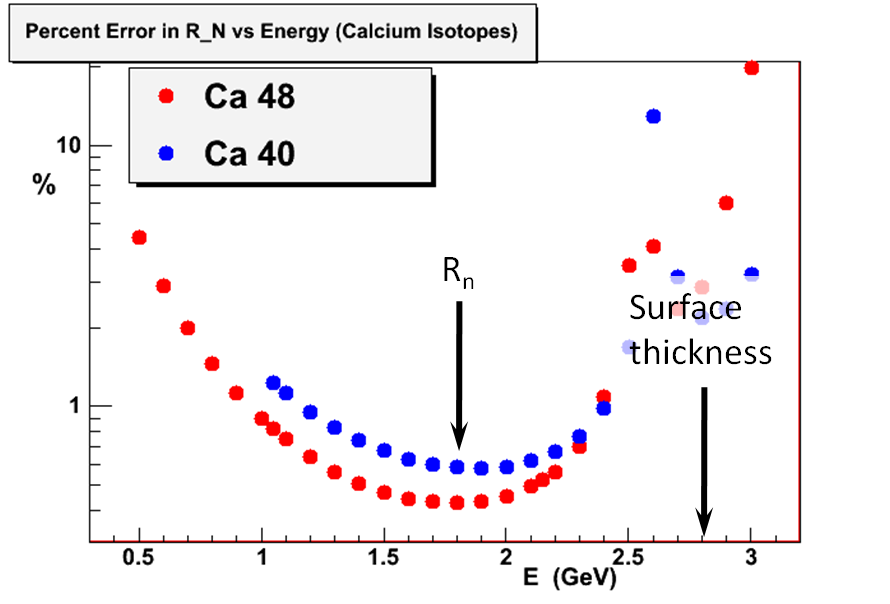 Percent Error in R_N vs Energy (Calcium Isotopes)
Ca 48
Ca 40
10
%
R_n
Surface
thickness
1
0.5 1 1.5 2 2.5 3
E (GeV)